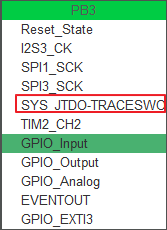 PB3
Reset_State
I2S3_CK
SPI1_SCK
SPI3_SCK
SYS_JTDO-TRACESWO
TIM2_CH2
GPIO_Input
GPIO_Output
GPIO_Analog
EVENTOUT
GPIO_EXTI3